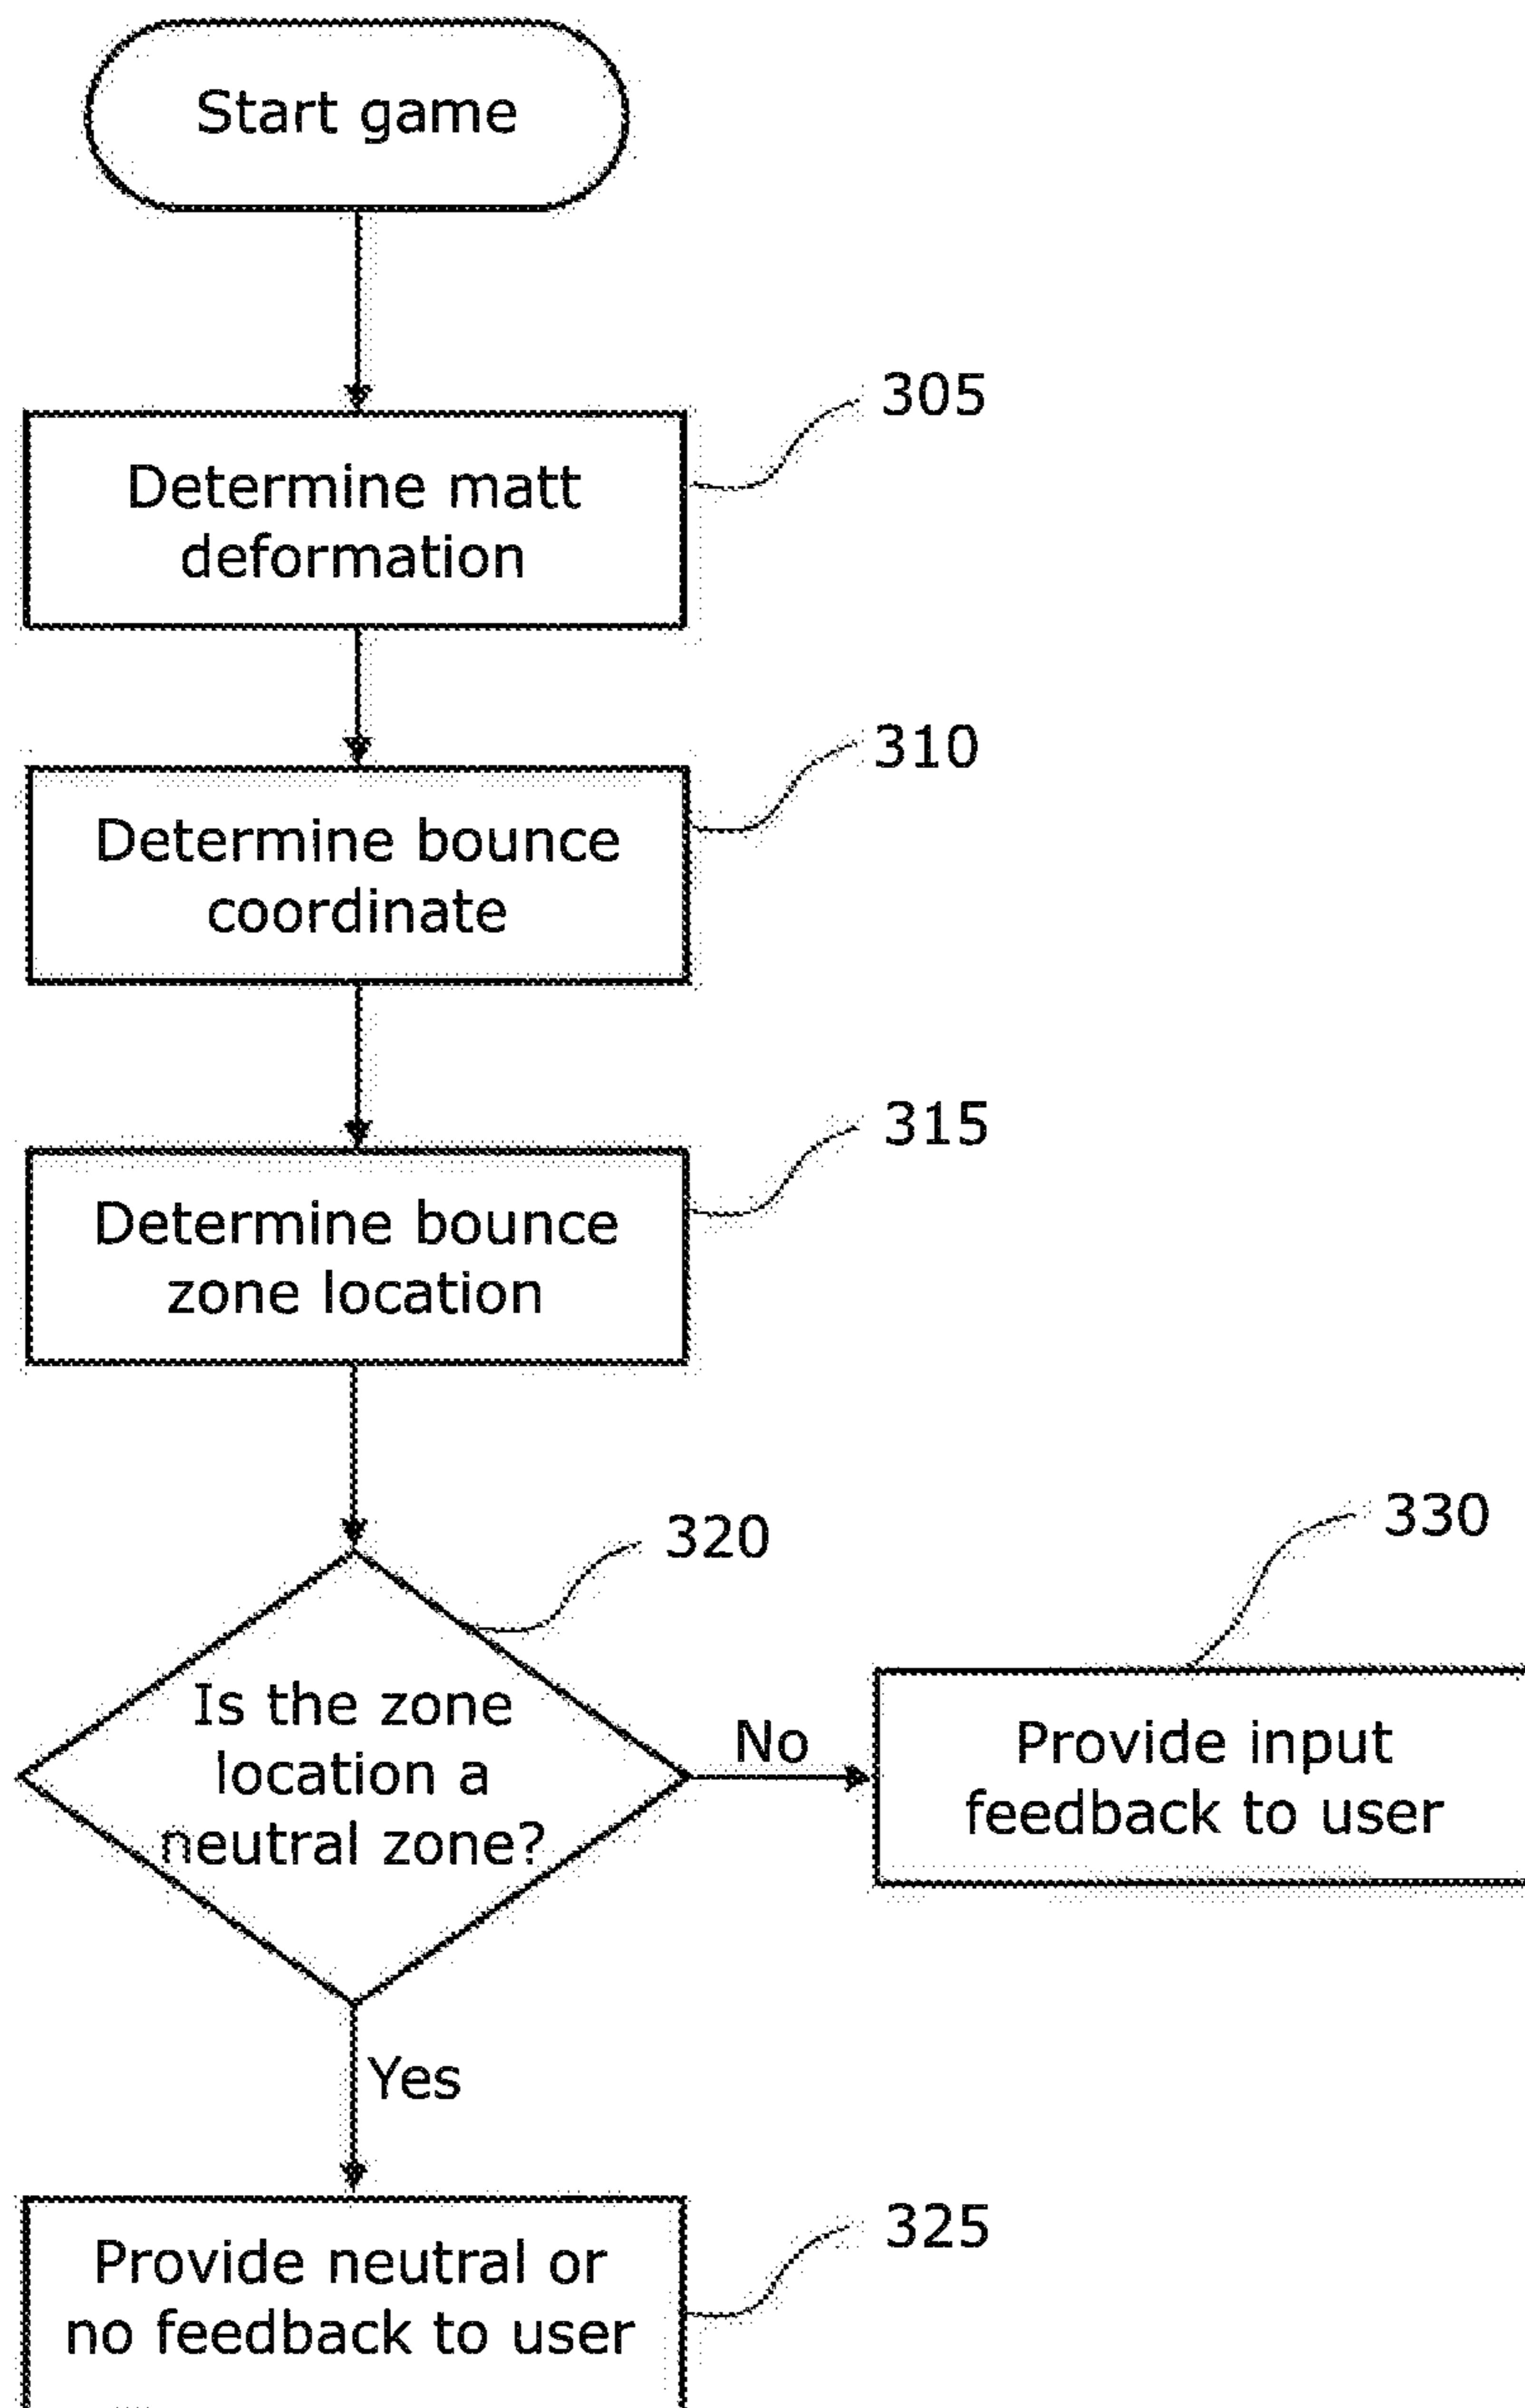 Start game
305
Determine matt
deformation
310
Determine bounce
coordinate
315
Determine bounce
zone location
320
330
Is the zone
location a
neutral zone?
No
Provide input
feedback to user
Yes
325
Provide neutral or
no feedback to user